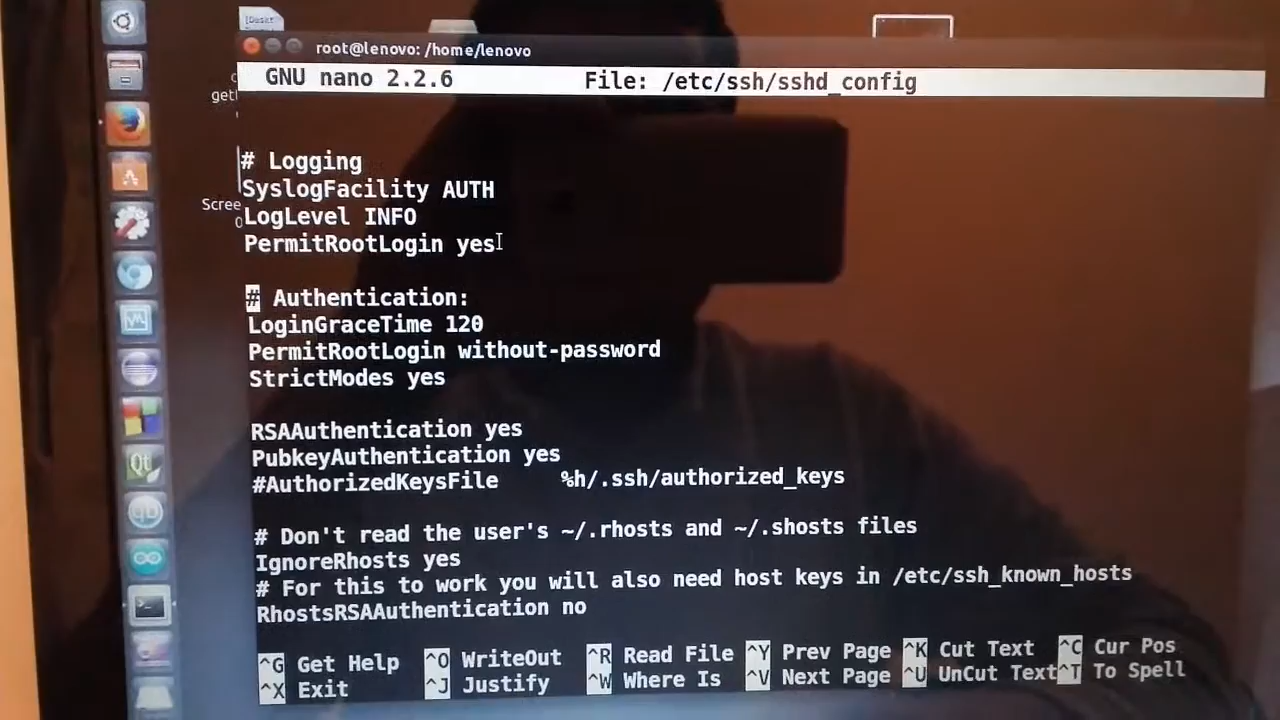 [Deskt
root@lenovo: /home/lenovo
GNU nano 2.2.6 File: /etc/ssh/sshd_config
# Logging
SyslogFacility AUTH
LogLevel INFO
PermitRootLogin yes
# Authentication:
LoginGraceTime 120
PermitRootLogin without-password
StrictModes yes
RSAAuthentication yes
PubkeyAuthentication yes
#AuthorizedKeysFile %h/.ssh/authorized_keys
# Don't read the user's ~/.rhosts and ~/.shosts files
IgnoreRhosts yes
# For this to work you will also need host keys in /etc/ssh_known_hosts
RhostsRSAAuthentication no
^G Get Help ^O WriteOut ^R Read File ^Y Prev Page ^K Cut Text ^C Cur Pos
^X Exit ^J Justify ^W Where Is ^V Next Page ^U UnCut Text ^T To Spell
Scree
Qt